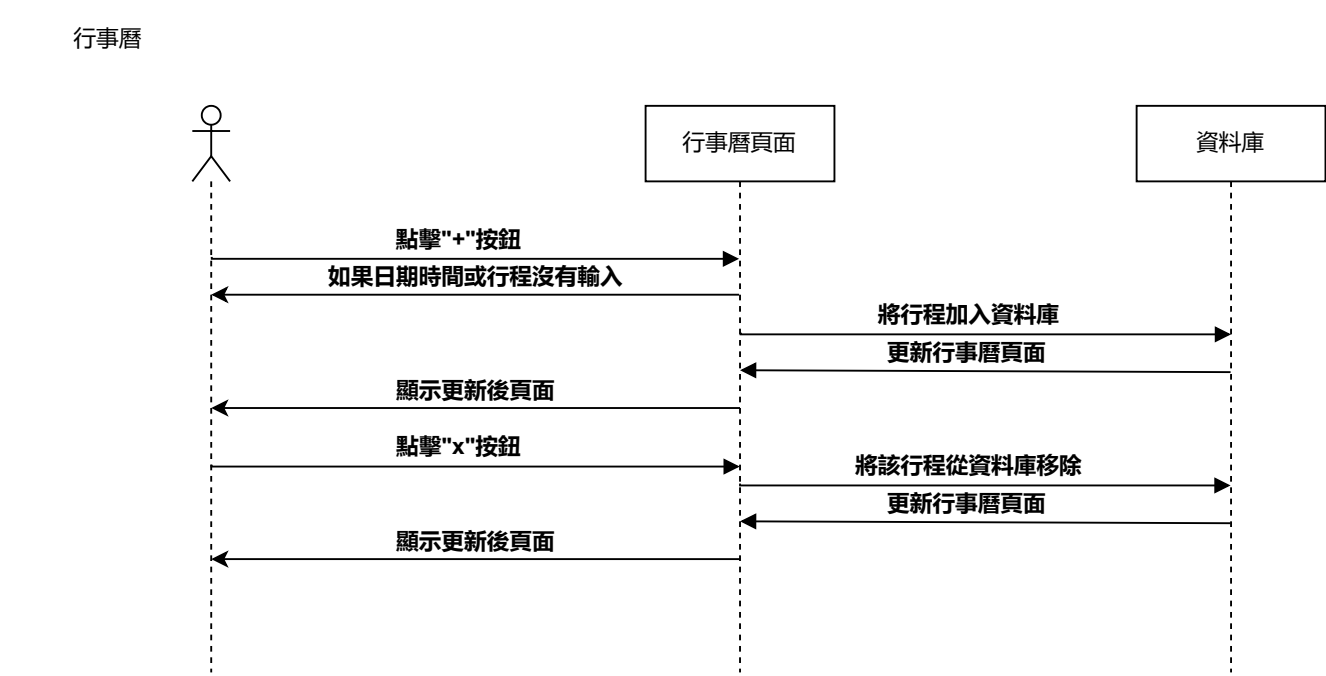 行事曆
行事曆頁面
資料庫
點擊"+"按鈕
如果日期時間或行程沒有輸入
將行程加入資料庫
更新行事曆頁面
顯示更新後頁面
點擊"x"按鈕
將該行程從資料庫移除
更新行事曆頁面
顯示更新後頁面